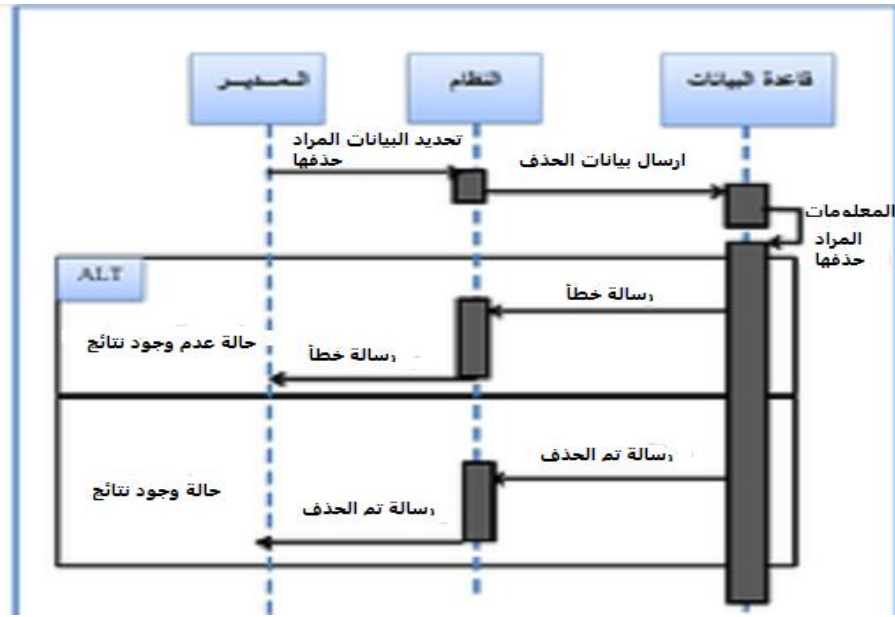 المدير
النظام
قاعدة البيانات
تحديد البيانات المراد
حذفها
ارسال بيانات الحذف
المعلومات
المراد
حذفها
ALT
رسالة خطأ
حالة عدم وجود نتائج
رسالة خطأ
رسالة تم الحذف
حالة وجود نتائج
رسالة تم الحذف